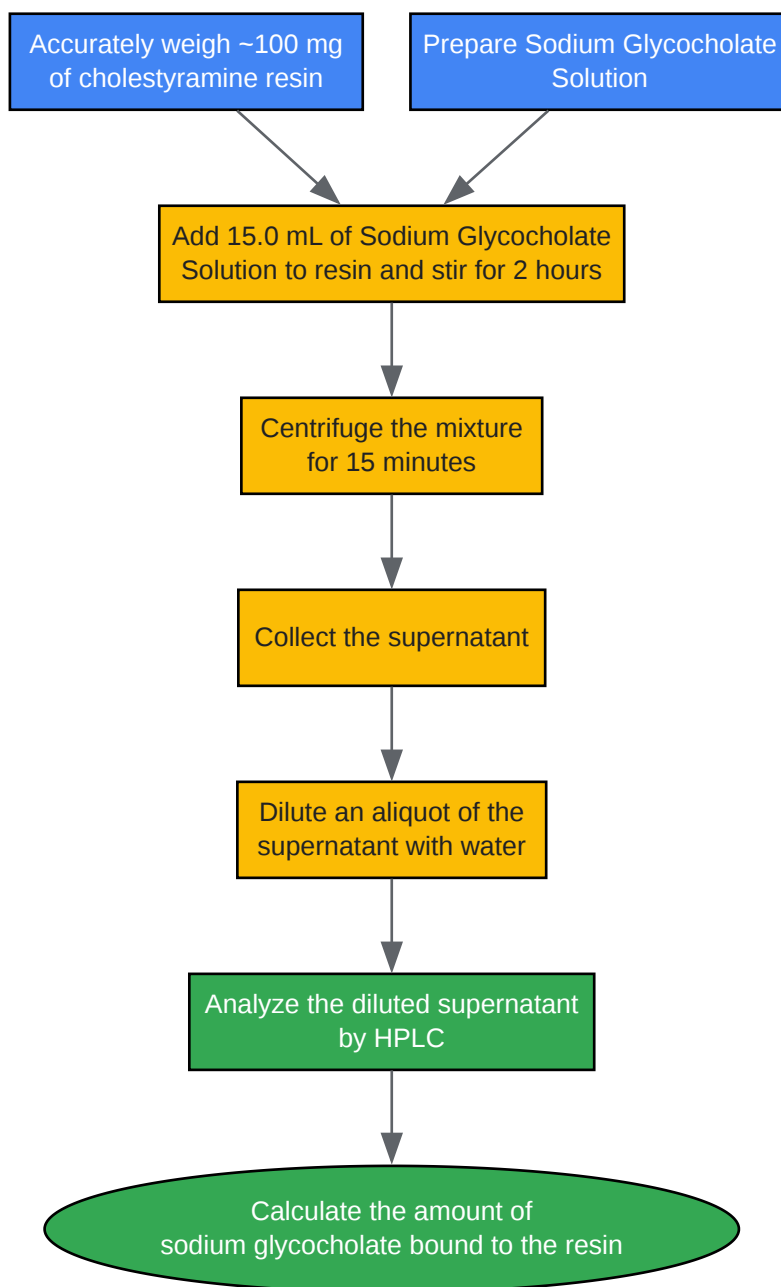 Accurately weigh ~100 mg
of cholestyramine resin
Prepare Sodium Glycocholate
Solution
Add 15.0 mL of Sodium Glycocholate
Solution to resin and stir for 2 hours
Centrifuge the mixture
for 15 minutes
Collect the supernatant
Dilute an aliquot of the
supernatant with water
Analyze the diluted supernatant
by HPLC
Calculate the amount of
sodium glycocholate bound to the resin